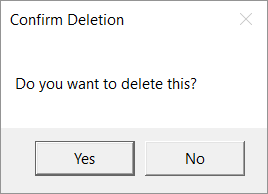 Confirm Deletion
Do you want to delete this?
Yes
No